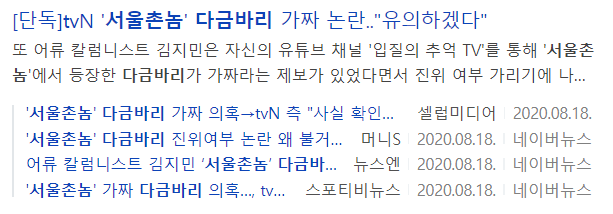 [단독]tvN '서울촌놈' 다금바리 가짜 논란.."유의하겠다"
또 어류 칼럼니스트 김지민은 자신의 유튜브 채널 '입질의 추억 TV'를 통해 '서울촌
놈'에서 등장한 다금바리가 가짜라는 제보가 있었다면서 진위 여부 가리기에 나...
'서울촌놈' 다금바리 가짜 의혹→tvN 측 "사실 확인... 셀럽미디어 2020.08.18.
'서울촌놈' 다금바리 진위여부 논란 왜 불거... 머니S 2020.08.18. 네이버뉴스
어류 칼럼니스트 김지민 ‘서울촌놈’ 다금바... 뉴스엔 2020.08.18. 네이버뉴스
'서울촌놈' 가짜 다금바리 의혹..., tv... 스포티비뉴스 2020.08.18. 네이버뉴스